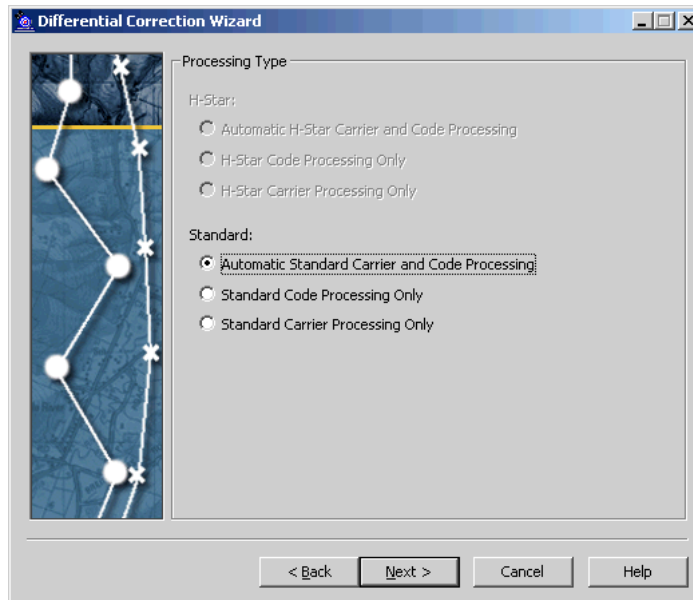 Differential Correction Wizard
Processing Type
H-Star:
Automatic H-Star Carrier and Code Processing
H-Star Code Processing Only
H-Star Carrier Processing Only
Standard:
Automatic Standard Carrier and Code Processing
Standard Code Processing Only
Standard Carrier Processing Only
< Back
Next >
Cancel
Help